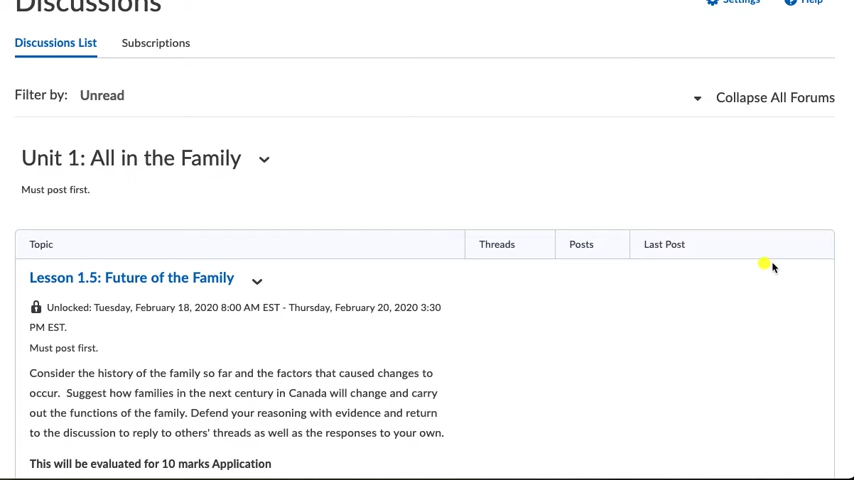 Discussions
Settings
Help
Discussions List
Subscriptions
Filter by: Unread
Collapse All Forums
Unit 1: All in the Family
Must post first.
Topic
Threads
Posts
Last Post
Lesson 1.5: Future of the Family
Unlocked: Tuesday, February 18, 2020 8:00 AM EST - Thursday, February 20, 2020 3:30
PM EST.
Must post first.
Consider the history of the family so far and the factors that caused changes to
occur.  Suggest how families in the next century in Canada will change and carry
out the functions of the family. Defend your reasoning with evidence and return
to the discussion to reply to others' threads as well as the responses to your own.
This will be evaluated for 10 marks Application